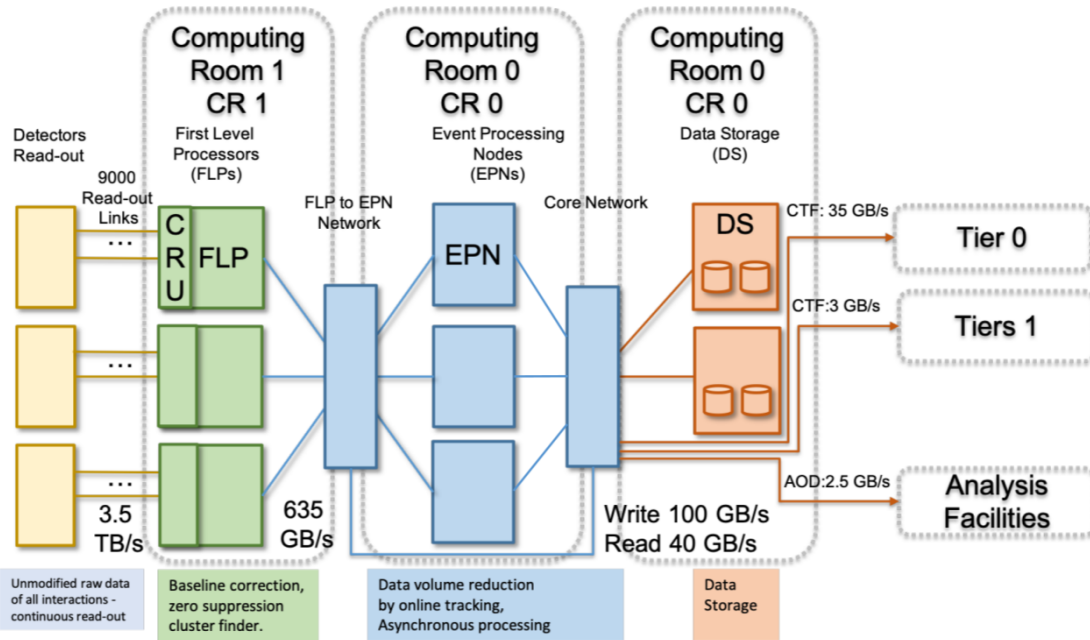 Computing
Room 1
CR 1
Computing
Room 0
CR 0
Computing
Room 0
CR 0
Detectors
Read-out
First Level
Processors
(FLPs)
Event Processing
Nodes
(EPNs)
Data Storage
(DS)
9000
Read-out
Links
FLP to EPN
Network
Core Network
...
C
R
U
FLP
EPN
DS
CTF: 35 GB/s
Tier 0
CTF:3 GB/s
Tiers 1
...
...
AOD:2.5 GB/s
Analysis
Facilities
3.5
TB/s
635
GB/s
Write 100 GB/s
Read 40 GB/s
Unmodified raw data
of all interactions -
continuous read-out
Baseline correction,
zero suppression
cluster finder.
Data volume reduction
by online tracking,
Asynchronous processing
Data
Storage